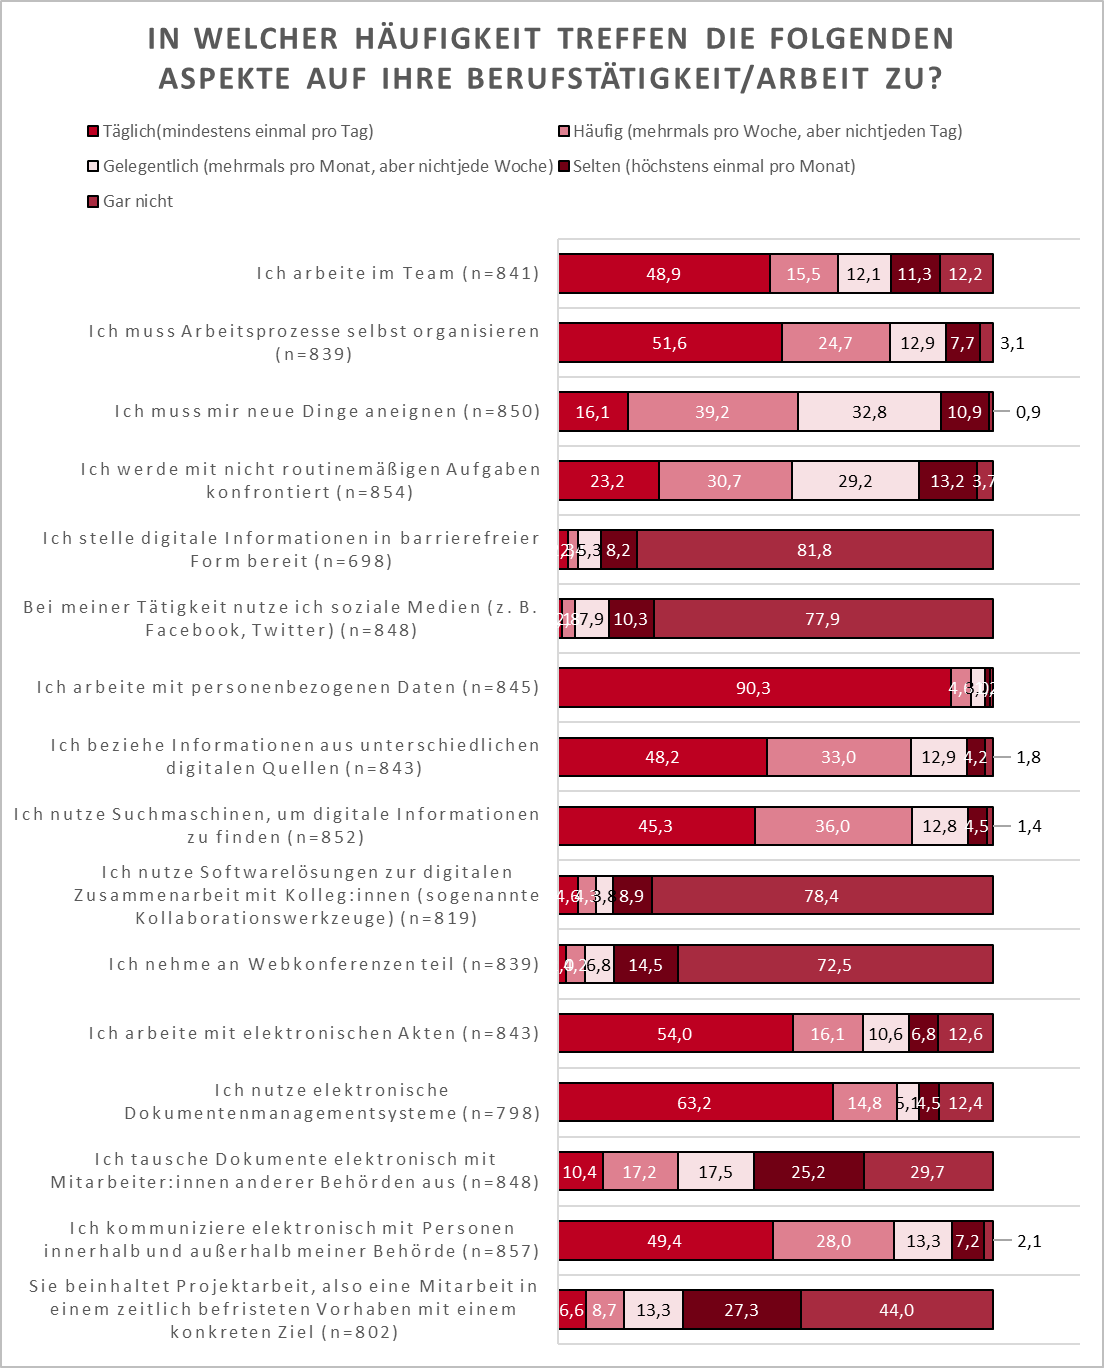 IN WELCHER HÄUFIGKEIT TREFFEN DIE FOLGENDEN
ASPEKTE AUF IHRE BERUFSTÄTIGKEIT/ARBEIT ZU?
Täglich(mindestens einmal pro Tag)
Häufig (mehrmals pro Woche, aber nichtjeden Tag)
Gelegentlich (mehrmals pro Monat, aber nichtjede Woche)
Selten (höchstens einmal pro Monat)
Gar nicht
Ich arbeite im Team (n=841)
48,9 15,5 12,1 11,3 12,2
Ich muss Arbeitsprozesse selbst organisieren
(n=839)
51,6 24,7 12,9 7,7 3,1
Ich muss mir neue Dinge aneignen (n=850)
16,1 39,2 32,8 10,9 0,9
Ich werde mit nicht routinemäßigen Aufgaben
konfrontiert (n=854)
23,2 30,7 29,2 13,2 3,7
Ich stelle digitale Informationen in barrierefreier
Form bereit (n=698)
5,3 8,2 81,8
Bei meiner Tätigkeit nutze ich soziale Medien (z. B.
Facebook, Twitter) (n=848)
7,9 10,3 77,9
Ich arbeite mit personenbezogenen Daten (n=845)
90,3 4,6
Ich beziehe Informationen aus unterschiedlichen
digitalen Quellen (n=843)
48,2 33,0 12,9 4,2 1,8
Ich nutze Suchmaschinen, um digitale Informationen
zu finden (n=852)
45,3 36,0 12,8 4,5 1,4
Ich nutze Softwarelösungen zur digitalen
Zusammenarbeit mit Kolleg:innen (sogenannte
Kollaborationswerkzeuge) (n=819)
4,6 4,3 3,8 8,9 78,4
Ich nehme an Webkonferenzen teil (n=839)
6,8 14,5 72,5
Ich arbeite mit elektronischen Akten (n=843)
54,0 16,1 10,6 6,8 12,6
Ich nutze elektronische
Dokumentenmanagementsysteme (n=798)
63,2 14,8 5,1 4,5 12,4
Ich tausche Dokumente elektronisch mit
Mitarbeiter:innen anderer Behörden aus (n=848)
10,4 17,2 17,5 25,2 29,7
Ich kommuniziere elektronisch mit Personen
innerhalb und außerhalb meiner Behörde (n=857)
49,4 28,0 13,3 7,2 2,1
Sie beinhaltet Projektarbeit, also eine Mitarbeit in
einem zeitlich befristeten Vorhaben mit einem
konkreten Ziel (n=802)
6,6 8,7 13,3 27,3 44,0